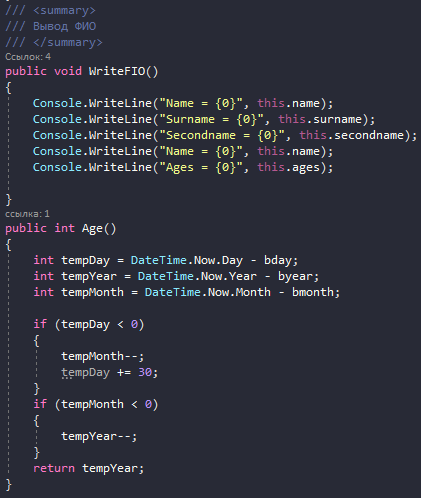 /// <summary>
/// Вывод ФИО
/// </summary>
Ссылок: 4
public void WriteFIO()
{
Console.WriteLine("Name = {0}", this.name);
Console.WriteLine("Surname = {0}", this.surname);
Console.WriteLine("Secondname = {0}", this.secondname);
Console.WriteLine("Name = {0}", this.name);
Console.WriteLine("Ages = {0}", this.ages);
}
ссылка: 1
public int Age()
{
int tempDay = DateTime.Now.Day - bday;
int tempYear = DateTime.Now.Year - byear;
int tempMonth = DateTime.Now.Month - bmonth;
if (tempDay < 0)
{
tempMonth--;
tempDay += 30;
}
if (tempMonth < 0)
{
tempYear--;
}
return tempYear;
}